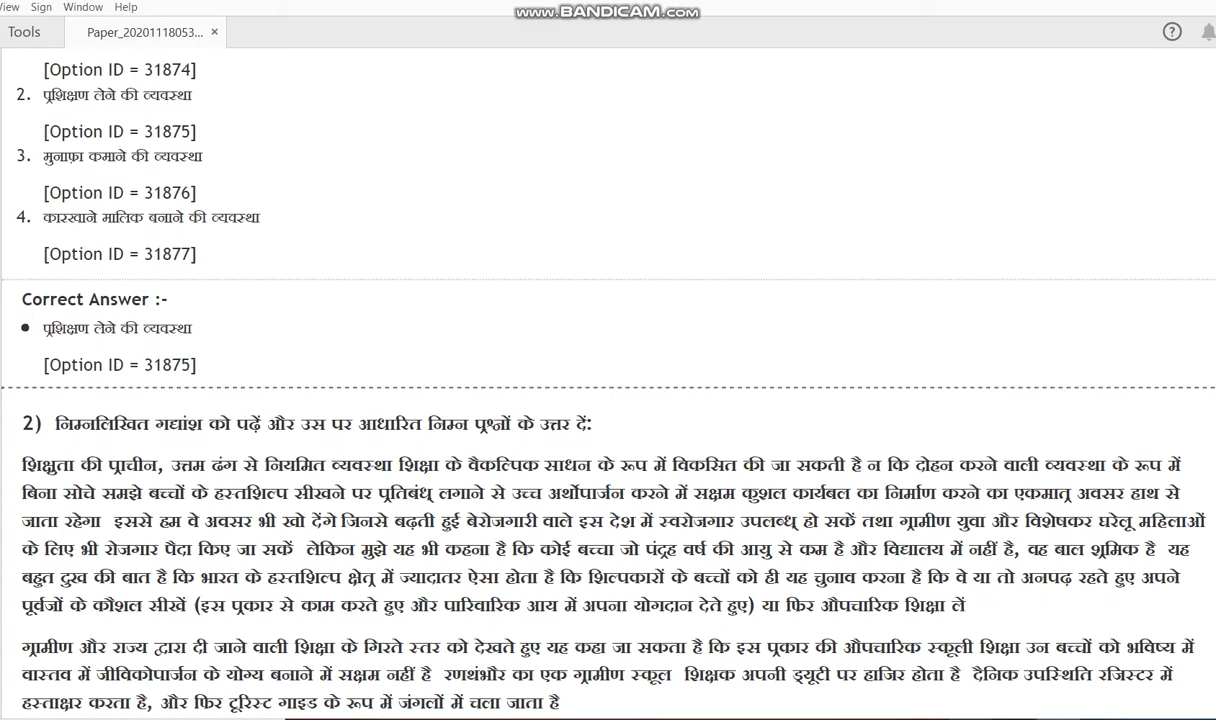 View Sign Window Help
www.BANDICAM.com
Tools Paper_20201118053... ×
[Option ID = 31874]
2. प्रशिक्षण लेने की व्यवस्था
[Option ID = 31875]
3. मुनाफ़ा कमाने की व्यवस्था
[Option ID = 31876]
4. कारखाने मालिक बनाने की व्यवस्था
[Option ID = 31877]
Correct Answer :-
• प्रशिक्षण लेने की व्यवस्था
[Option ID = 31875]
2) निम्नलिखित गद्यांश को पढ़ें और उस पर आधारित निम्न प्रश्नों के उत्तर दें:
शिक्षुता की प्राचीन, उत्तम ढंग से नियमित व्यवस्था शिक्षा के वैकल्पिक साधन के रूप में विकसित की जा सकती है न कि दोहन करने वाली व्यवस्था के रूप में
बिना सोचे समझे बच्चों के हस्तशिल्प सीखने पर प्रतिबंध् लगाने से उच्च अर्थोपार्जन करने में सक्षम कुशल कार्यबल का निर्माण करने का एकमात्र अवसर हाथ से
जाता रहेगा इससे हम वे अवसर भी खो देंगे जिनसे बढ़ती हुई बेरोजगारी वाले इस देश में स्वरोजगार उपलब्ध् हो सकें तथा ग्रामीण युवा और विशेषकर घरेलू महिलाओं
के लिए भी रोजगार पैदा किए जा सकें लेकिन मुझे यह भी कहना है कि कोई बच्चा जो पंद्रह वर्ष की आयु से कम है और विद्यालय में नहीं है, वह बाल श्रमिक है यह
बहुत दुख की बात है कि भारत के हस्तशिल्प क्षेत्र में ज्यादातर ऐसा होता है कि शिल्पकारों के बच्चों को ही यह चुनाव करना है कि वे या तो अनपढ़ रहते हुए अपने
पूर्वजों के कौशल सीखें (इस प्रकार से काम करते हुए और पारिवारिक आय में अपना योगदान देते हुए) या फिर औपचारिक शिक्षा लें
ग्रामीण और राज्य द्वारा दी जाने वाली शिक्षा के गिरते स्तर को देखते हुए यह कहा जा सकता है कि इस प्रकार की औपचारिक स्कूली शिक्षा उन बच्चों को भविष्य में
वास्तव में जीविकोपार्जन के योग्य बनाने में सक्षम नहीं है रणथंभौर का एक ग्रामीण स्कूल शिक्षक अपनी ड्यूटी पर हाजिर होता है दैनिक उपस्थिति रजिस्टर में
हस्ताक्षर करता है, और फिर टूरिस्ट गाइड के रूप में जंगलों में चला जाता है